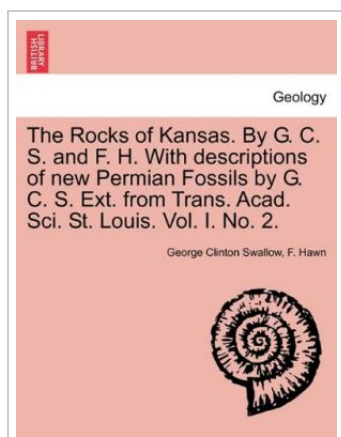 BRITISH
LIBRARY
Geology
The Rocks of Kansas. By G. C.
S. and F. H. With descriptions
of new Permian Fossils by G.
C. S. Ext. from Trans. Acad.
Sci. St. Louis. Vol. I. No. 2.
George Clinton Swallow, F. Hawn